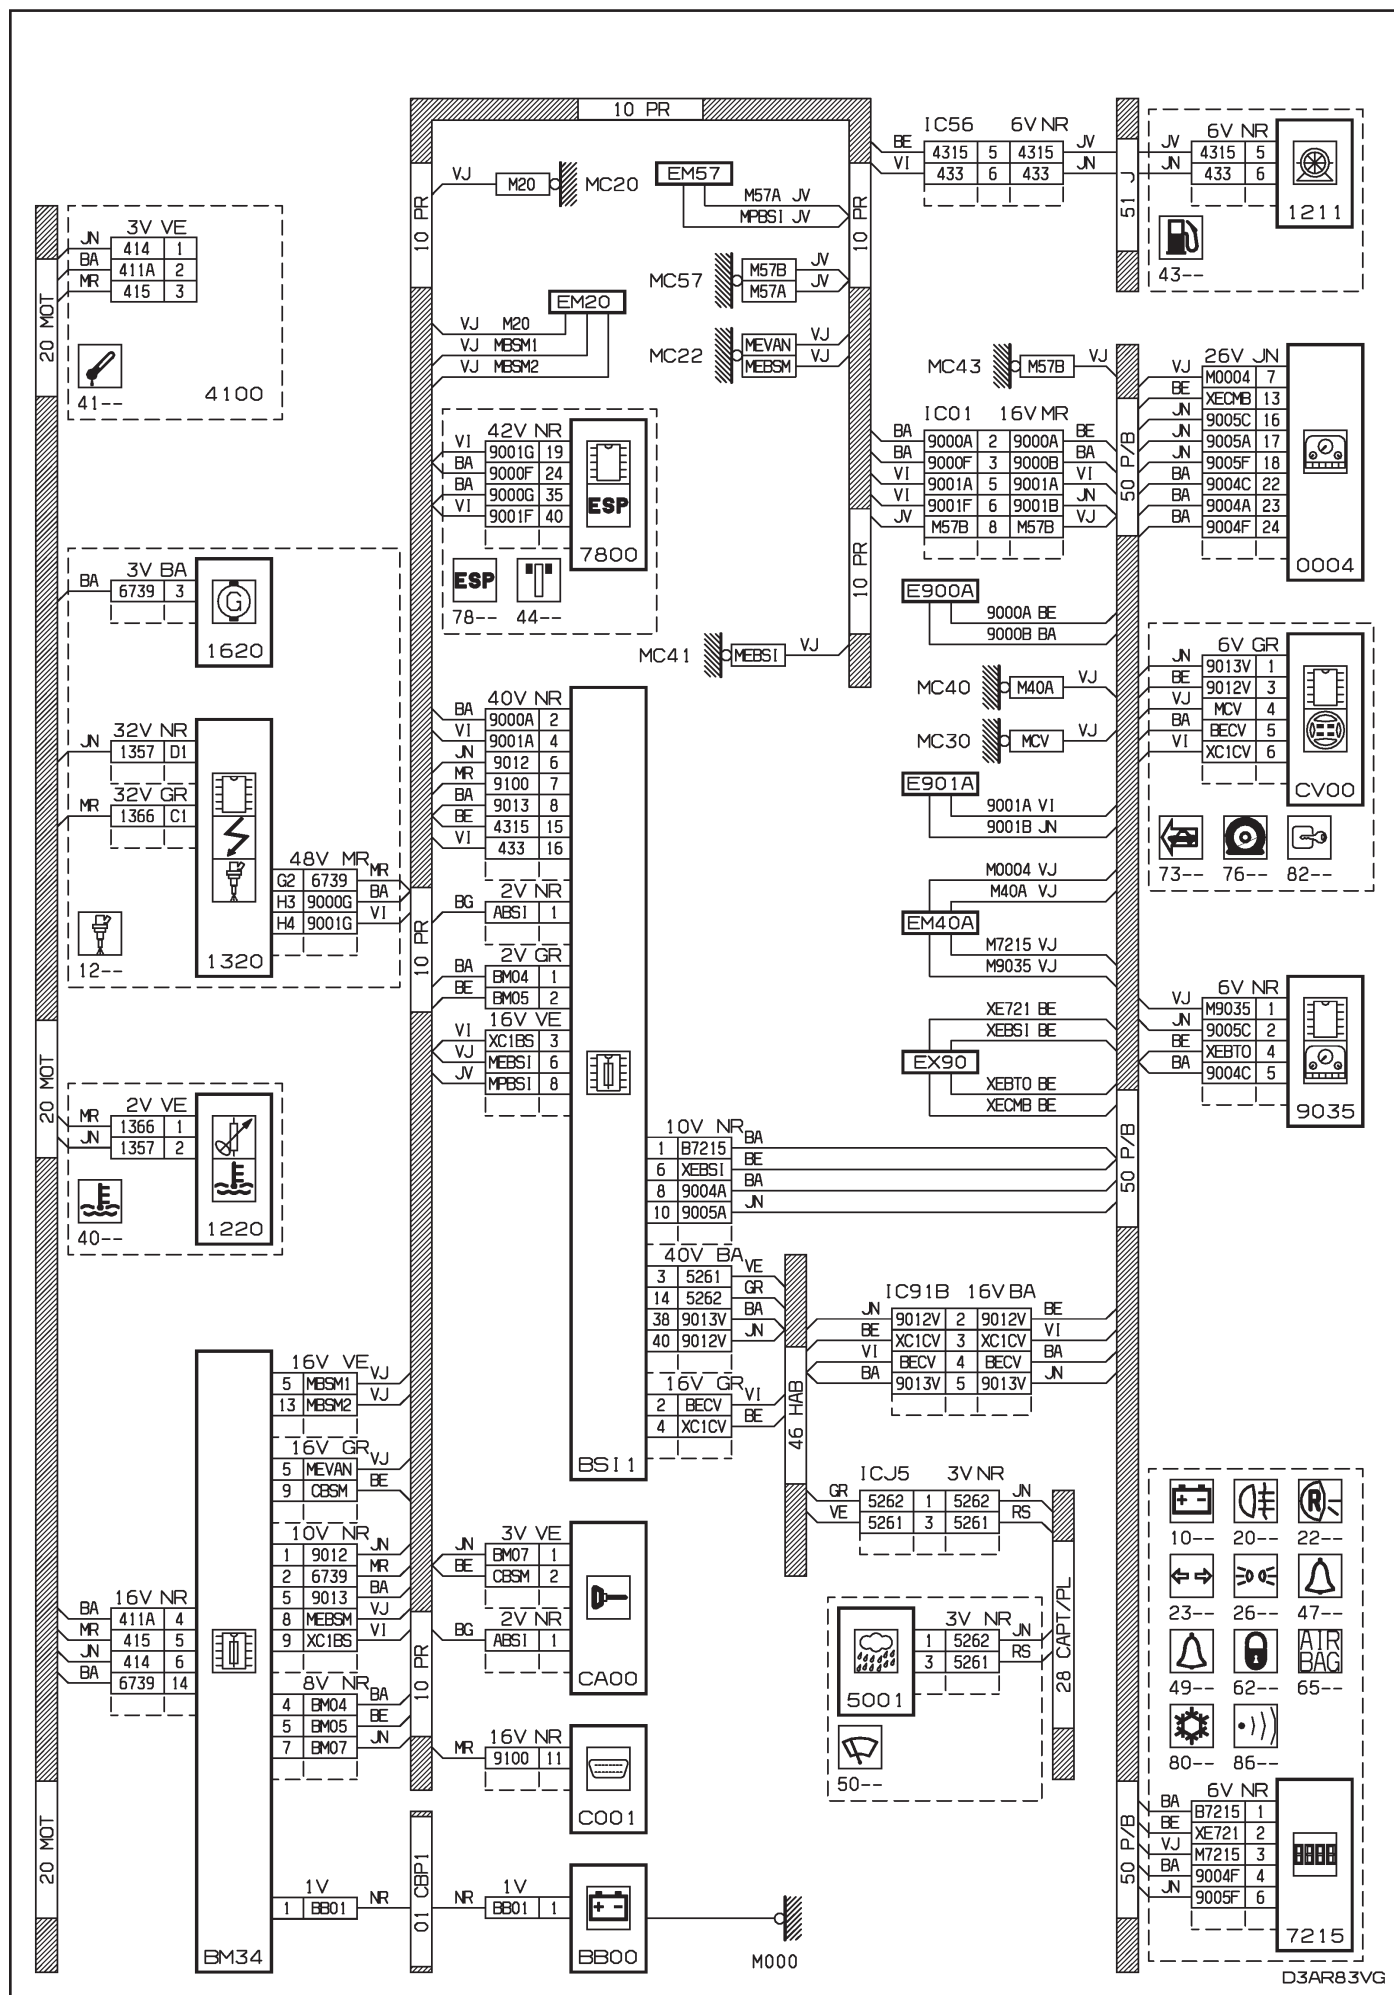 10 PR
IC56 6V NR
BE 4315 5 4315 JV
VI 433 6 433 JN
51 J
6V NR
JV 4315 5
JN 433 6
1211
43--
VJ M20 MC20
10 PR
EM57
M57A JV
MPBSI JV
10 PR
MC57
M57B JV
M57A JV
EM20
VJ M20
VJ MBSM1
VJ MBSM2
MC22
MEVAN VJ
MEBSM VJ
20 MOT
3V VE
JN 414 1
BA 411A 2
MR 415 3
41--
4100
MC43 M57B VJ
26V JN
VJ M0004 7
BE XECMB 13
JN 9005C 16
JN 9005A 17
JN 9005F 18
BA 9004C 22
BA 9004A 23
BA 9004F 24
0004
50 P/B
IC01 16V MR
BA 9000A 2 9000A BE
BA 9000F 3 9000B BA
VI 9001A 5 9001A VI
VI 9001F 6 9001B JN
JV M57B 8 M57B VJ
10 PR
42V NR
VI 9001G 19
BA 9000F 24
BA 9000G 35
VI 9001F 40
ESP
7800
ESP
78-- 44--
3V BA
BA 6739 3
G
1620
E900A
9000A BE
9000B BA
MC41 MEBSI VJ
MC40 M40A VJ
MC30 MCV VJ
6V GR
JN 9013V 1
BE 9012V 3
VJ MCV 4
BA BECV 5
VI XC1CV 6
CV00
73-- 76-- 82--
32V NR
JN 1357 D1
32V GR
MR 1366 C1
48V MR
G2 6739 MR
H3 9000G BA
H4 9001G VI
12--
1320
10 PR
40V NR
BA 9000A 2
VI 9001A 4
JN 9012 6
MR 9100 7
BA 9013 8
BE 4315 15
VI 433 16
2V NR
BG ABSI 1
2V GR
BA BM04 1
BE BM05 2
16V VE
VI XC1BS 3
VJ MEBSI 6
JV MPBSI 8
E901A
9001A VI
9001B JN
M0004 VJ
M40A VJ
EM40A
M7215 VJ
M9035 VJ
XE721 BE
XEBSI BE
EX90
XEBTO BE
XECMB BE
6V NR
VJ M9035 1
JN 9005C 2
BE XEBTO 4
BA 9004C 5
9035
20 MOT
2V VE
MR 1366 1
JN 1357 2
40--
1220
10V NR
1 B7215 BA
6 XEBSI BE
8 9004A BA
10 9005A JN
50 P/B
40V BA
3 5261 VE
14 5262 GR
38 9013V BA
40 9012V JN
16V GR
2 BECV VI
4 XC1CV BE
BSI1
46 HAB
IC91B 16V BA
JN 9012V 2 9012V BE
BE XC1CV 3 XC1CV VI
VI BECV 4 BECV BA
BA 9013V 5 9013V JN
ICJ5 3V NR
GR 5262 1 5262 JN
VE 5261 3 5261 RS
28 CAPT/PL
3V NR
1 5262 JN
3 5261 RS
5001
50--
16V VE
5 MBSM1 VJ
13 MBSM2 VJ
16V GR
5 MEVAN VJ
9 CBSM BE
10V NR
1 9012 JN
2 6739 MR
5 9013 BA
8 MEBSM VJ
9 XC1BS VI
8V NR
4 BM04 BA
5 BM05 BE
7 BM07 JN
16V NR
BA 411A 4
MR 415 5
JN 414 6
BA 6739 14
20 MOT
1V
1 BB01 NR
BM34
3V VE
JN BM07 1
BE CBSM 2
2V NR
BG ABSI 1
CA00
10 PR
16V NR
MR 9100 11
C001
01 CBP1
1V
NR BB01 1
BB00
M000
R
10-- 20-- 22--
23-- 26-- 47--
AIR
BAG
49-- 62-- 65--
80-- 86--
50 P/B
6V NR
BA B7215 1
BE XE721 2
VJ M7215 3
BA 9004F 4
JN 9005F 6
7215
D3AR83VG